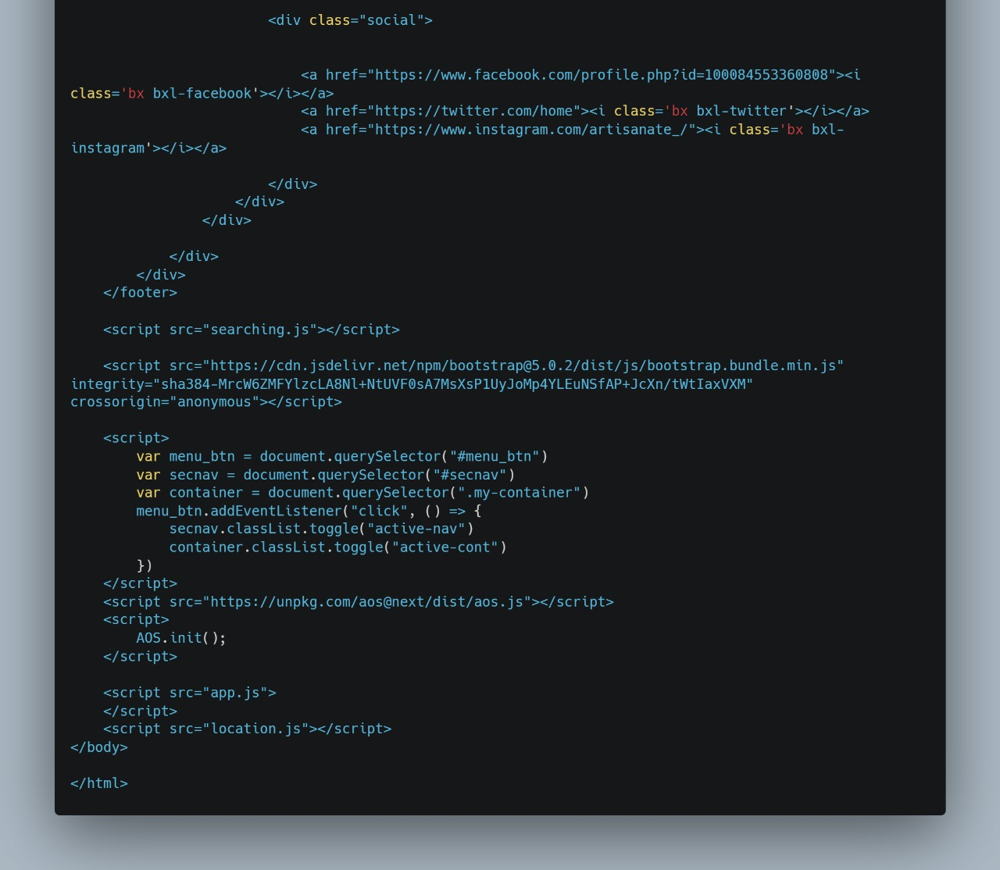 <div class="social">
<a href="https://www.facebook.com/profile.php?id=100084553360808"><i
class='bx bxl-facebook'></i></a>
<a href="https://twitter.com/home"><i class='bx bxl-twitter'></i></a>
<a href="https://www.instagram.com/artisanate_/"><i class='bx bxl-
instagram'></i></a>
</div>
</div>
</div>
</div>
</div>
</footer>
<script src="searching.js"></script>
<script src="https://cdn.jsdelivr.net/npm/bootstrap@5.0.2/dist/js/bootstrap.bundle.min.js"
integrity="sha384-MrcW6ZMFYlzcLA8Nl+NtUVF0sA7MsXsP1UyJoMp4YLEuNSfAP+JcXn/tWtIaxVXM"
crossorigin="anonymous"></script>
<script>
var menu_btn = document.querySelector("#menu_btn")
var secnav = document.querySelector("#secnav")
var container = document.querySelector(".my-container")
menu_btn.addEventListener("click", () => {
secnav.classList.toggle("active-nav")
container.classList.toggle("active-cont")
})
</script>
<script src="https://unpkg.com/aos@next/dist/aos.js"></script>
<script>
AOS.init();
</script>
<script src="app.js">
</script>
<script src="location.js"></script>
</body>
</html>